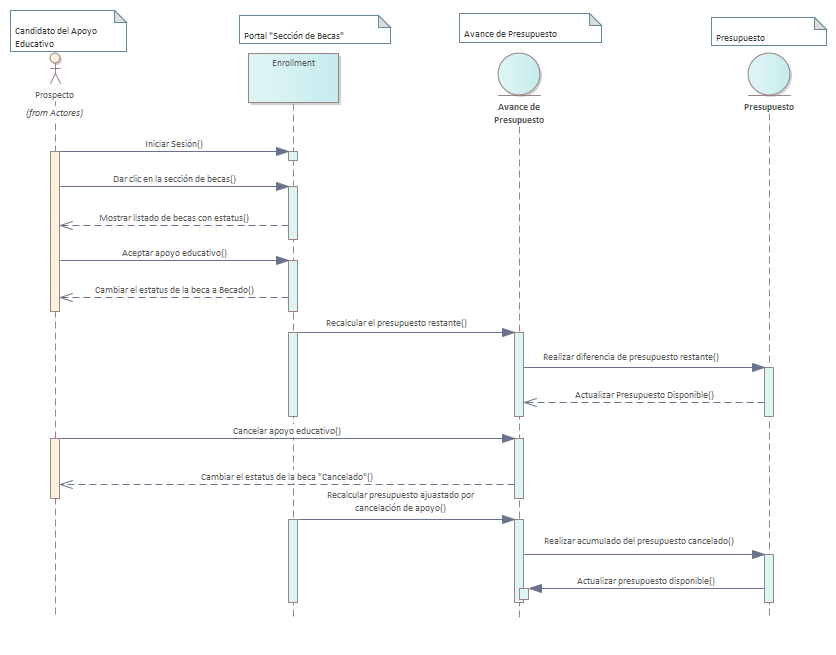 Candidato del Apoyo
Educativo
Portal "Sección de Becas"
Avance de Presupuesto
Presupuesto
Enrollment
Prospecto
(from Actores)
Avance de
Presupuesto
Presupuesto
Iniciar Sesión()
Dar clic en la sección de becas()
Mostrar listado de becas con estatus()
Aceptar apoyo educativo()
Cambiar el estatus de la beca a Becado()
Recalcular el presupuesto restante()
Realizar diferencia de presupuesto restante()
Actualizar Presupuesto Disponible()
Cancelar apoyo educativo()
Cambiar el estatus de la beca "Cancelado"()
Recalcular presupuesto ajuastado por
cancelación de apoyo()
Realizar acumulado del presupuesto cancelado()
Actualizar presupuesto disponible()